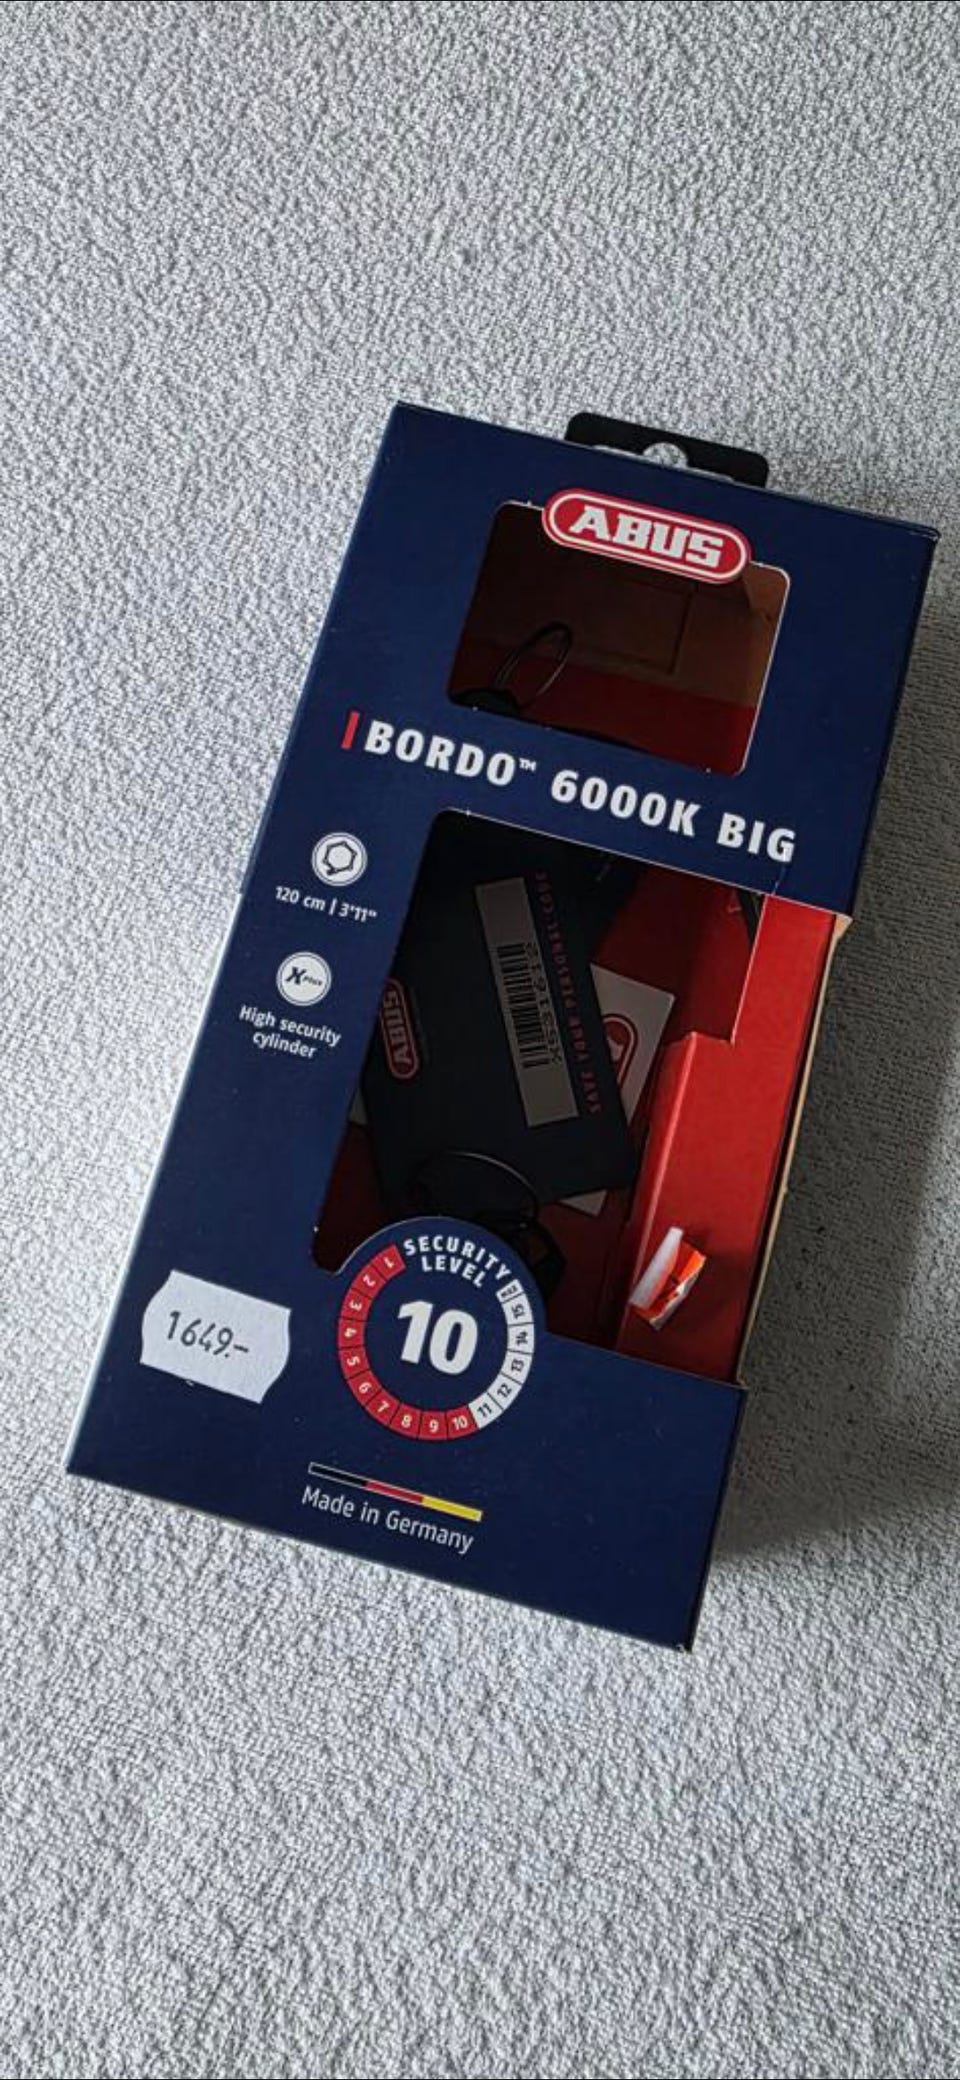 ABUS
BORDO™ 6000K BIG
120 cm | 3'11"
XPlus
High security
cylinder
ABUS
SAVE YOUR PERSONAL CODE
SECURITY
LEVEL
10
1 2 3 4 5 6 7 8 9 10 11 12 13 14 15
1649.-
Made in Germany